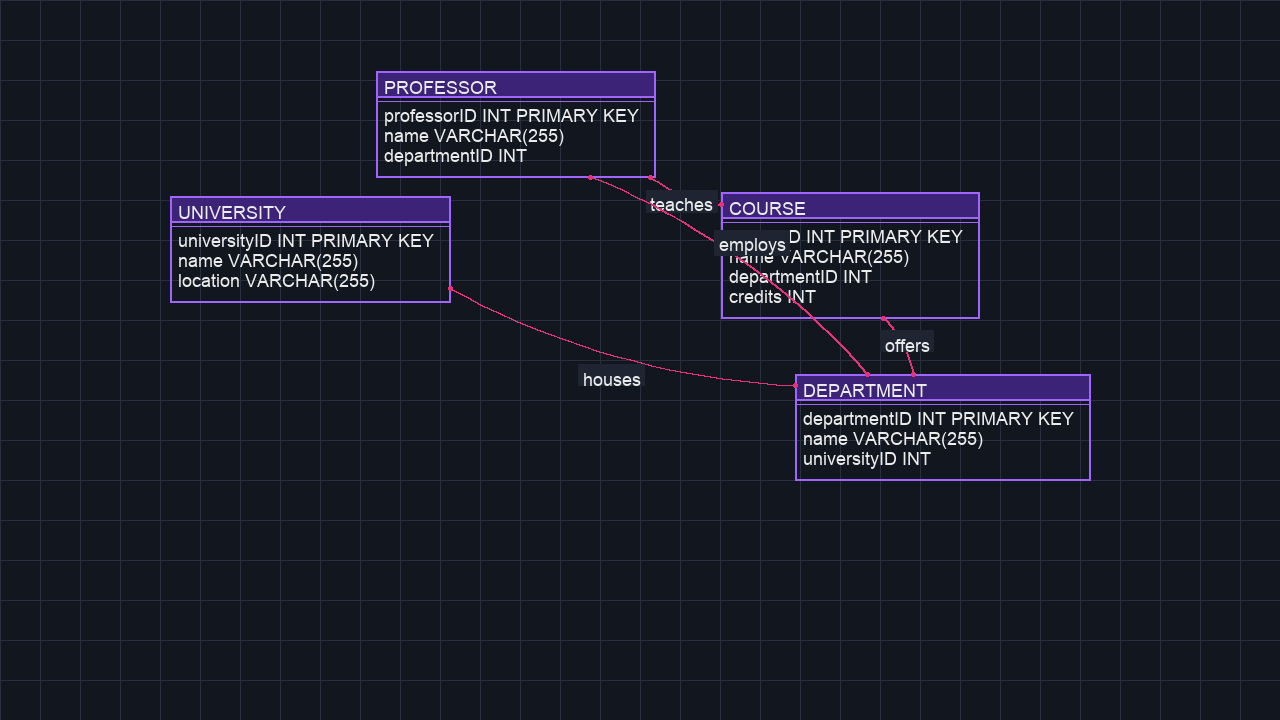 PROFESSOR
professorID INT PRIMARY KEY
name VARCHAR(255)
departmentID INT
UNIVERSITY
universityID INT PRIMARY KEY
name VARCHAR(255)
location VARCHAR(255)
teaches
COURSE
INT PRIMARY KEY
employs
name VARCHAR(255)
departmentID INT
credits INT
offers
houses
DEPARTMENT
departmentID INT PRIMARY KEY
name VARCHAR(255)
universityID INT